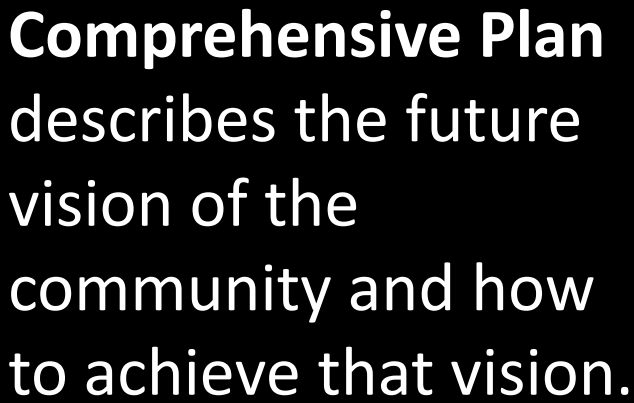 Comprehensive Plan
describes the future
vision of the
community and how
to achieve that vision.